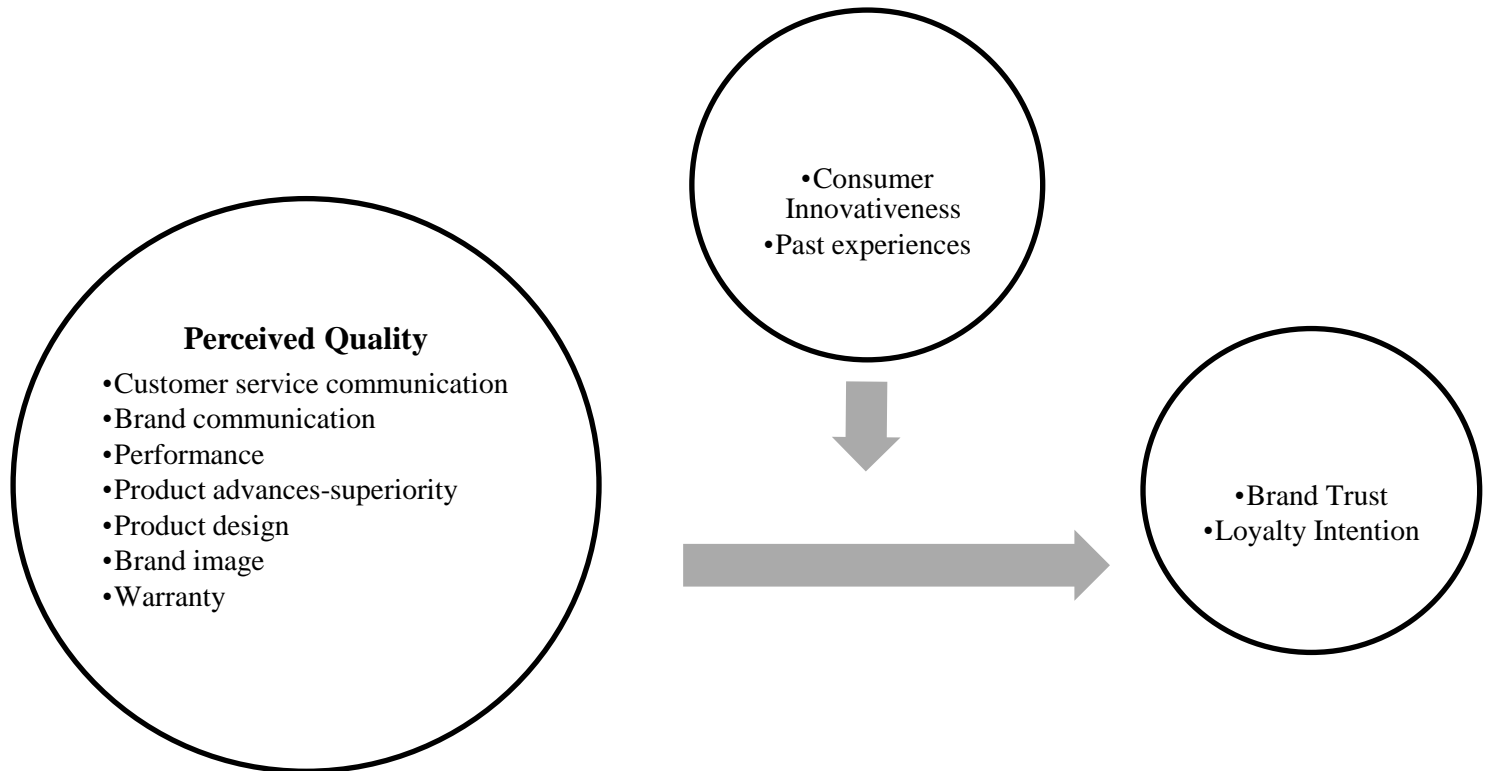 •Consumer
Innovativeness
•Past experiences
Perceived Quality
•Customer service communication
•Brand communication
•Performance
•Product advances-superiority
•Product design
•Brand image
•Warranty
•Brand Trust
•Loyalty Intention